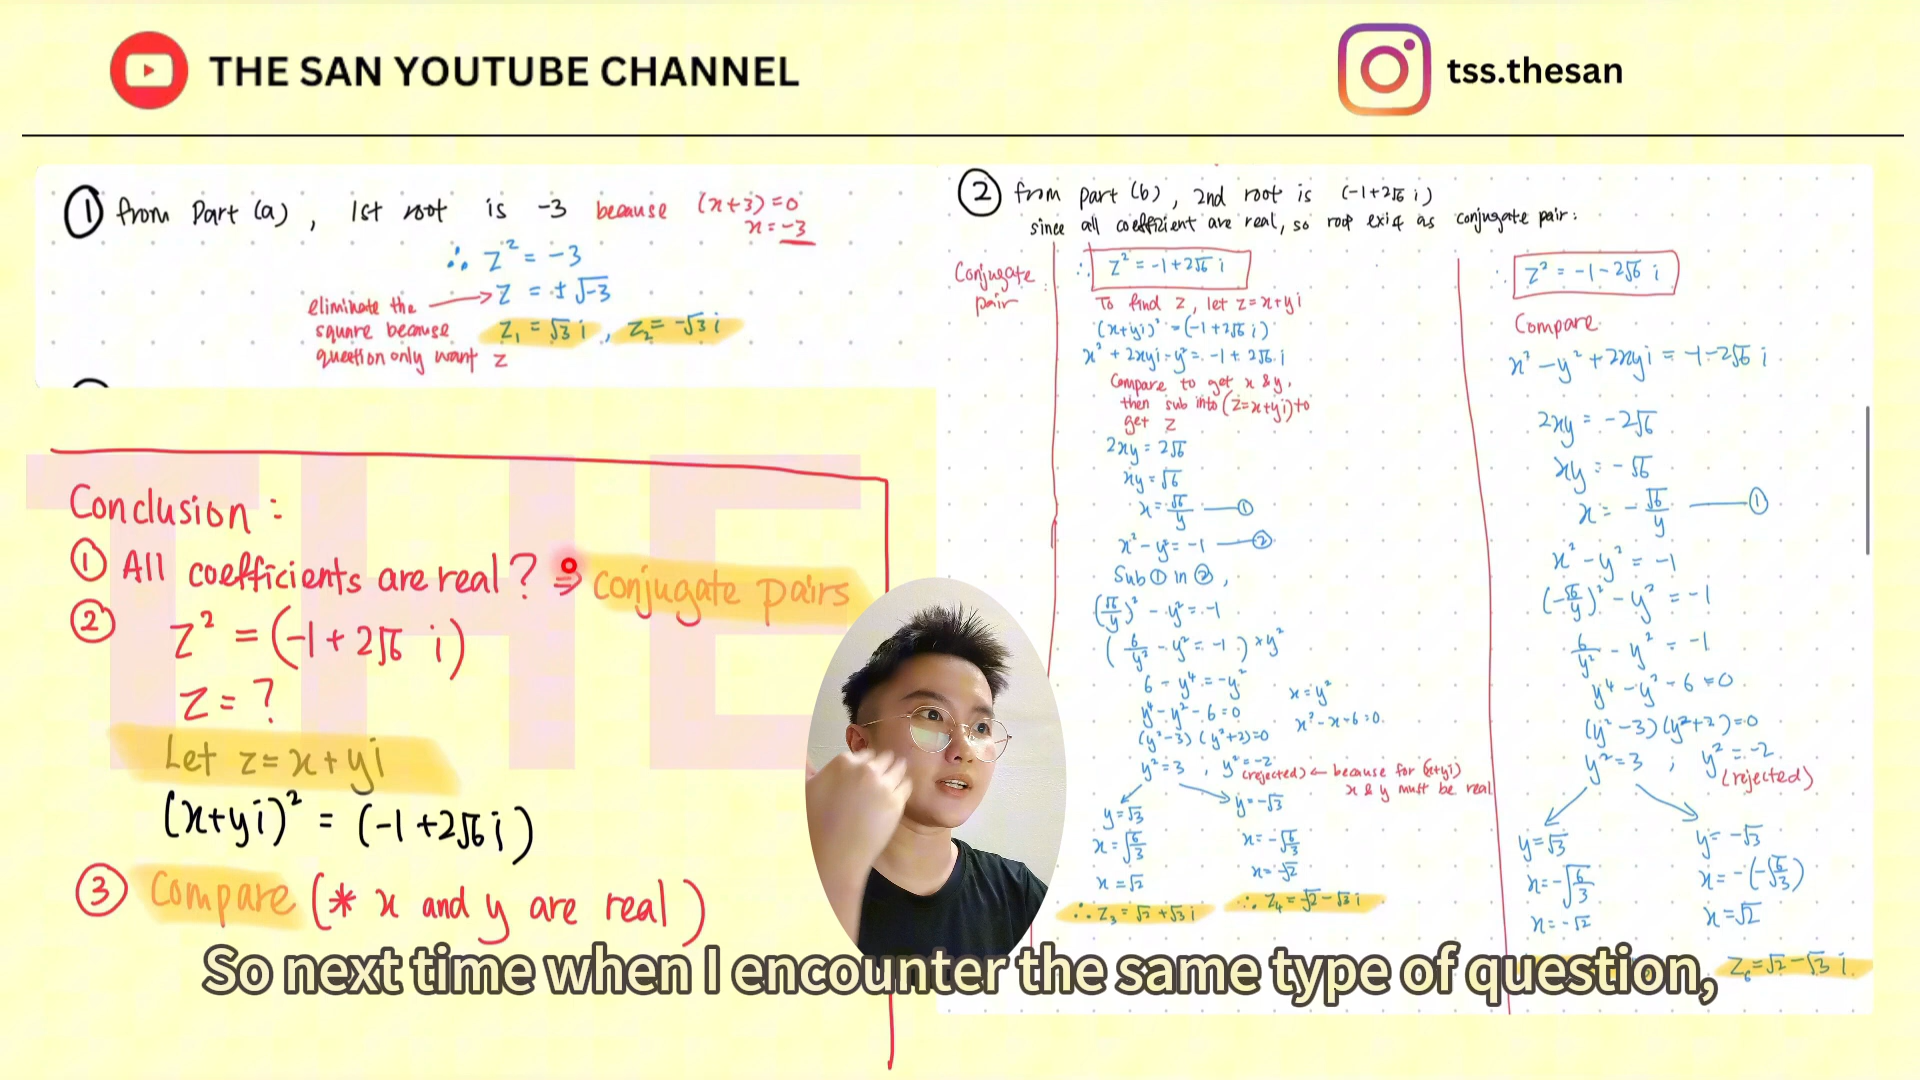 THE SAN YOUTUBE CHANNEL
tss.thesan
① from Part (a), 1st root is -3 because (x+3)=0
x=-3
∴ z² = -3
z = ±√-3
eliminate the
square because
question only want z
z₁ = √3 i , z₂ = -√3 i
Conclusion :
① All coefficients are real? ⇒ conjugate pairs
② z² = (-1+2√6 i)
z = ?
Let z = x+yi
(x+yi)² = (-1+2√6 i)
③ Compare (* x and y are real)
② from part (b), 2nd root is (-1+2√6 i)
since all coefficient are real, so root exist as conjugate pair:
Conjugate
pair
∴ z² = -1+2√6 i
To find z, let z=x+yi
(x+yi)² = (-1+2√6 i)
x² + 2xyi - y² = -1 + 2√6 i
Compare to get x & y,
then sub into (z=x+yi) to
get z
2xy = 2√6
xy = √6
x = √6/y ①
x² - y² = -1 ②
Sub ① in ②,
(√6/y)² - y² = -1
(6/y² - y² = -1) × y²
6 - y⁴ = -y²
y⁴ - y² - 6 = 0
x = y²
x² - x - 6 = 0
(y²-3)(y²+2)=0
y² = 3 , y² = -2
(rejected) ← because for (x+yi)
x & y must be real
y = √3
x = √6/3
x = √2
∴ z₃ = √2 + √3 i
y = -√3
x = -√6/3
x = -√2
∴ z₄ = -√2 - √3 i
∴ z² = -1-2√6 i
Compare
x² - y² + 2xyi = -1-2√6 i
2xy = -2√6
xy = -√6
x = -√6/y ①
x² - y² = -1
(-√6/y)² - y² = -1
6/y² - y² = -1
y⁴ - y² - 6 = 0
(y²-3)(y²+2)=0
y² = 3 ; y² = -2
(rejected)
y = √3
x = -√6/3
x = -√2
y = -√3
x = -(-√6/3)
x = √2
z₆ = √2 - √3 i
So next time when I encounter the same type of question,